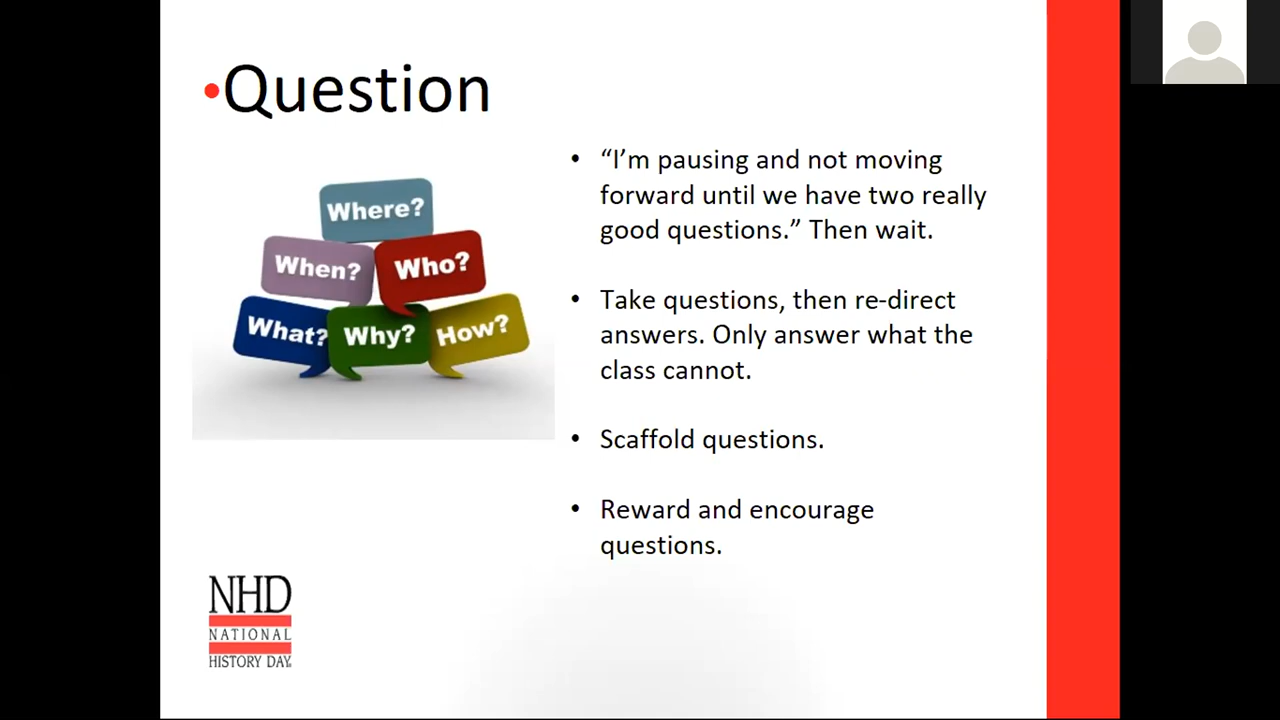 •Question
Where?
When?
Who?
What?
Why?
How?
• “I’m pausing and not moving
forward until we have two really
good questions.” Then wait.
• Take questions, then re-direct
answers. Only answer what the
class cannot.
• Scaffold questions.
• Reward and encourage
questions.
NHD
NATIONAL
HISTORY DAY